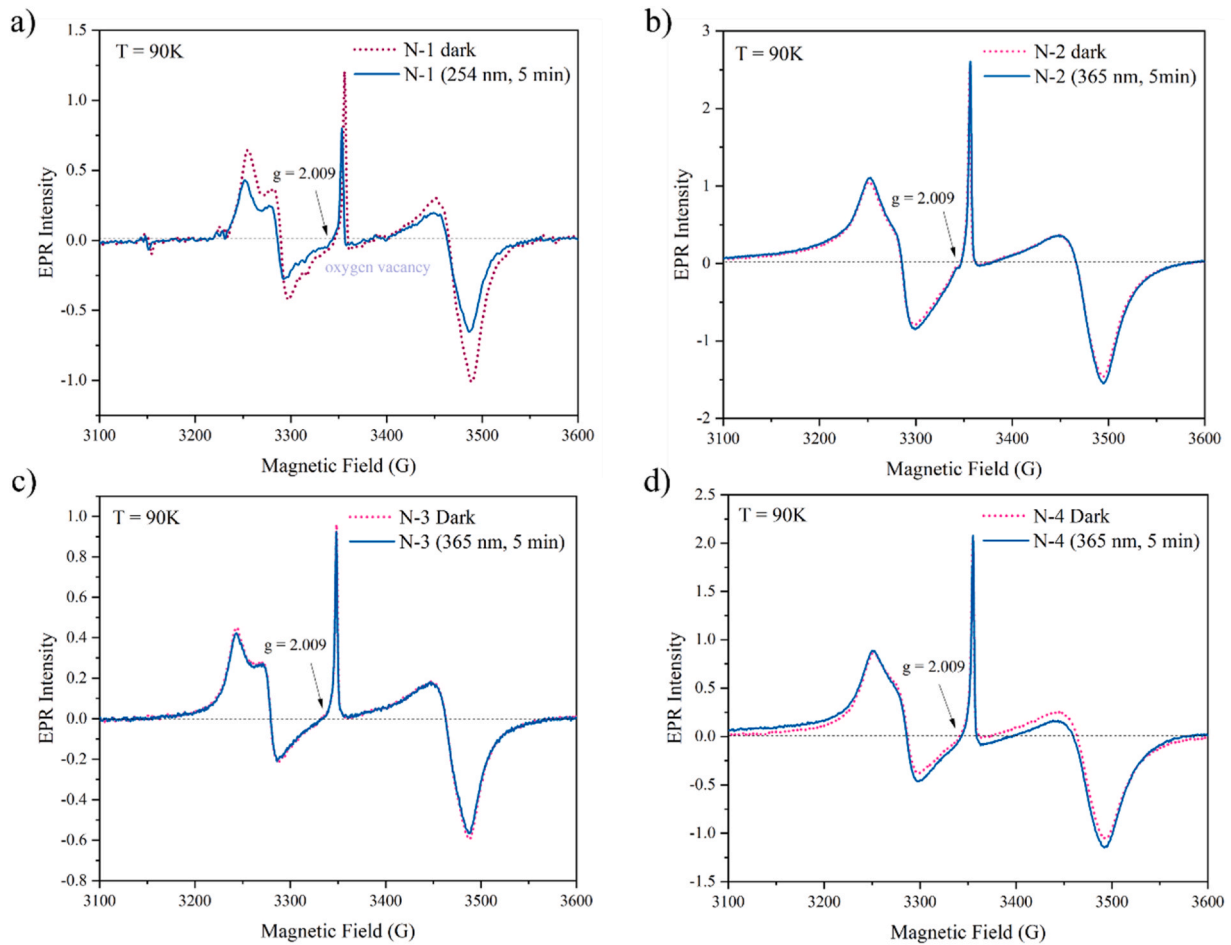 a)
T = 90K
N-1 dark
N-1 (254 nm, 5 min)
g = 2.009
oxygen vacancy
EPR Intensity
1.5
1.0
0.5
0.0
-0.5
-1.0
3100 3200 3300 3400 3500 3600
Magnetic Field (G)
b)
T = 90K
N-2 dark
N-2 (365 nm, 5min)
g = 2.009
EPR Intensity
3
2
1
0
-1
-2
3100 3200 3300 3400 3500 3600
Magnetic Field (G)
c)
T = 90K
N-3 Dark
N-3 (365 nm, 5 min)
g = 2.009
EPR Intensity
1.0
0.8
0.6
0.4
0.2
0.0
-0.2
-0.4
-0.6
-0.8
3100 3200 3300 3400 3500 3600
Magnetic Field (G)
d)
T = 90K
N-4 Dark
N-4 (365 nm, 5 min)
g = 2.009
EPR Intensity
2.5
2.0
1.5
1.0
0.5
0.0
-0.5
-1.0
-1.5
3100 3200 3300 3400 3500 3600
Magnetic Field (G)